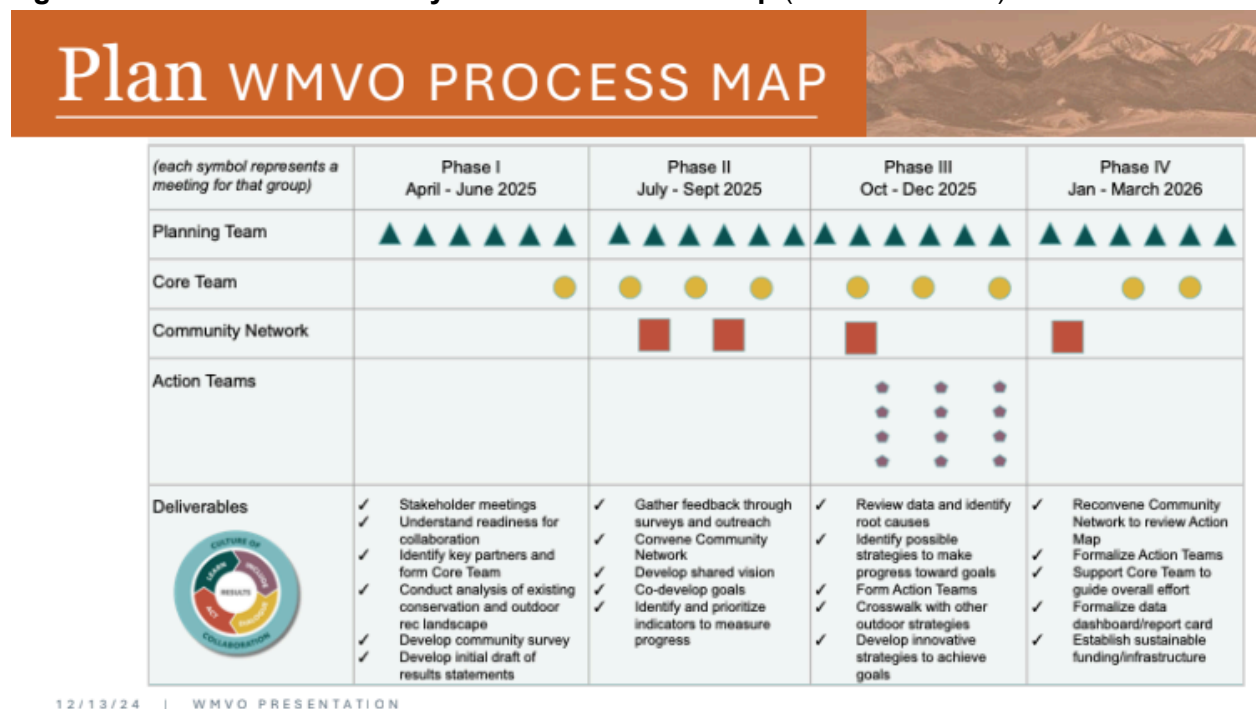 Plan WMVO PROCESS MAP
(each symbol represents a
meeting for that group)
Phase I
April - June 2025
Phase II
July - Sept 2025
Phase III
Oct - Dec 2025
Phase IV
Jan - March 2026
Planning Team
Core Team
Community Network
Action Teams
Deliverables
CULTURE OF
COLLABORATION
LEARN
INCLUDE
DIALOGUE
ACT
RESULTS
✓ Stakeholder meetings
✓ Understand readiness for
collaboration
✓ Identify key partners and
form Core Team
✓ Conduct analysis of existing
conservation and outdoor
rec landscape
✓ Develop community survey
✓ Develop initial draft of
results statements
✓ Gather feedback through
surveys and outreach
✓ Convene Community
Network
✓ Develop shared vision
✓ Co-develop goals
✓ Identify and prioritize
indicators to measure
progress
✓ Review data and identify
root causes
✓ Identify possible
strategies to make
progress toward goals
✓ Form Action Teams
✓ Crosswalk with other
outdoor strategies
✓ Develop innovative
strategies to achieve
goals
✓ Reconvene Community
Network to review Action
Map
✓ Formalize Action Teams
✓ Support Core Team to
guide overall effort
✓ Formalize data
dashboard/report card
✓ Establish sustainable
funding/infrastructure
12/13/24 | WMVO PRESENTATION